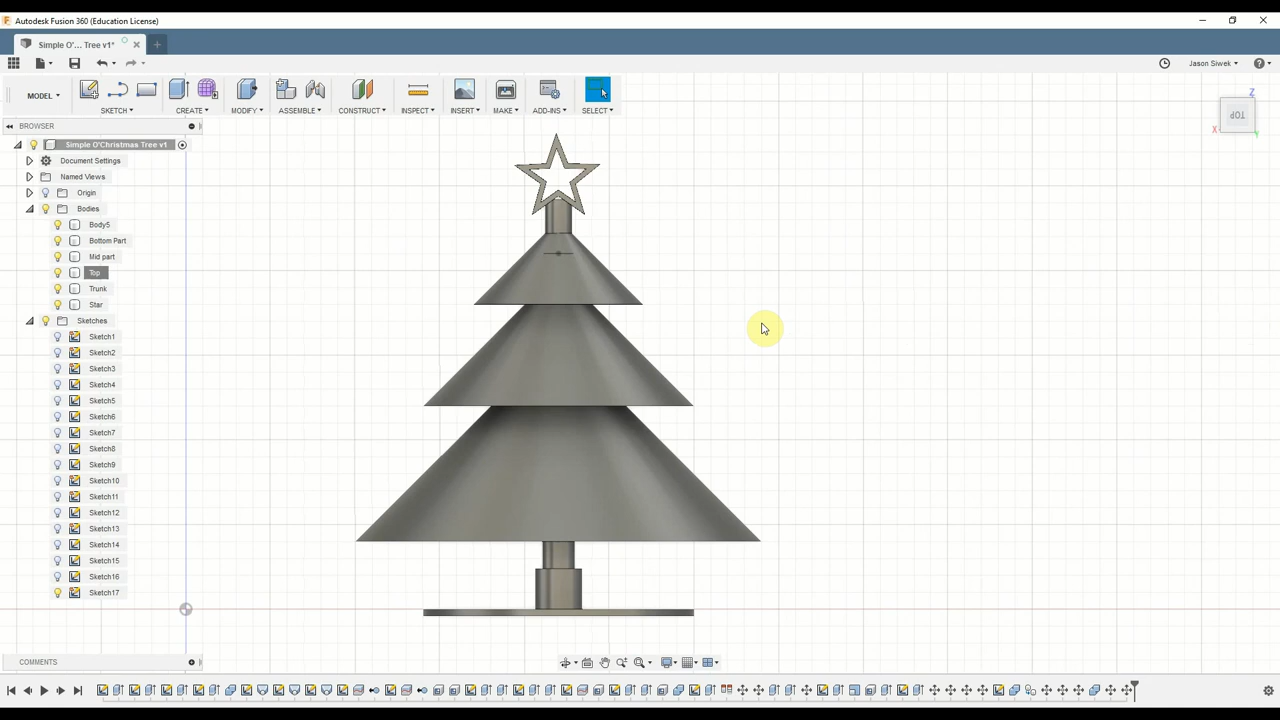 Autodesk Fusion 360 (Education License)
Simple O'... Tree v1*
Jason Siwek
MODEL
SKETCH
CREATE
MODIFY
ASSEMBLE
CONSTRUCT
INSPECT
INSERT
MAKE
ADD-INS
SELECT
BROWSER
Simple O'Christmas Tree v1
Document Settings
Named Views
Origin
Bodies
Body5
Bottom Part
Mid part
Top
Trunk
Star
Sketches
Sketch1
Sketch2
Sketch3
Sketch4
Sketch5
Sketch6
Sketch7
Sketch8
Sketch9
Sketch10
Sketch11
Sketch12
Sketch13
Sketch14
Sketch15
Sketch16
Sketch17
Z
TOP
X
Y
COMMENTS